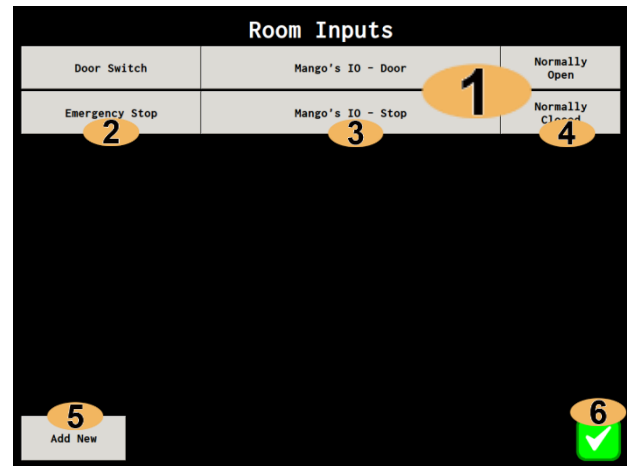 Room Inputs
Door Switch
Mango's IO - Door
Normally
Open
1
Emergency Stop
Mango's IO - Stop
Normally
Closed
2
3
4
5
Add New
6